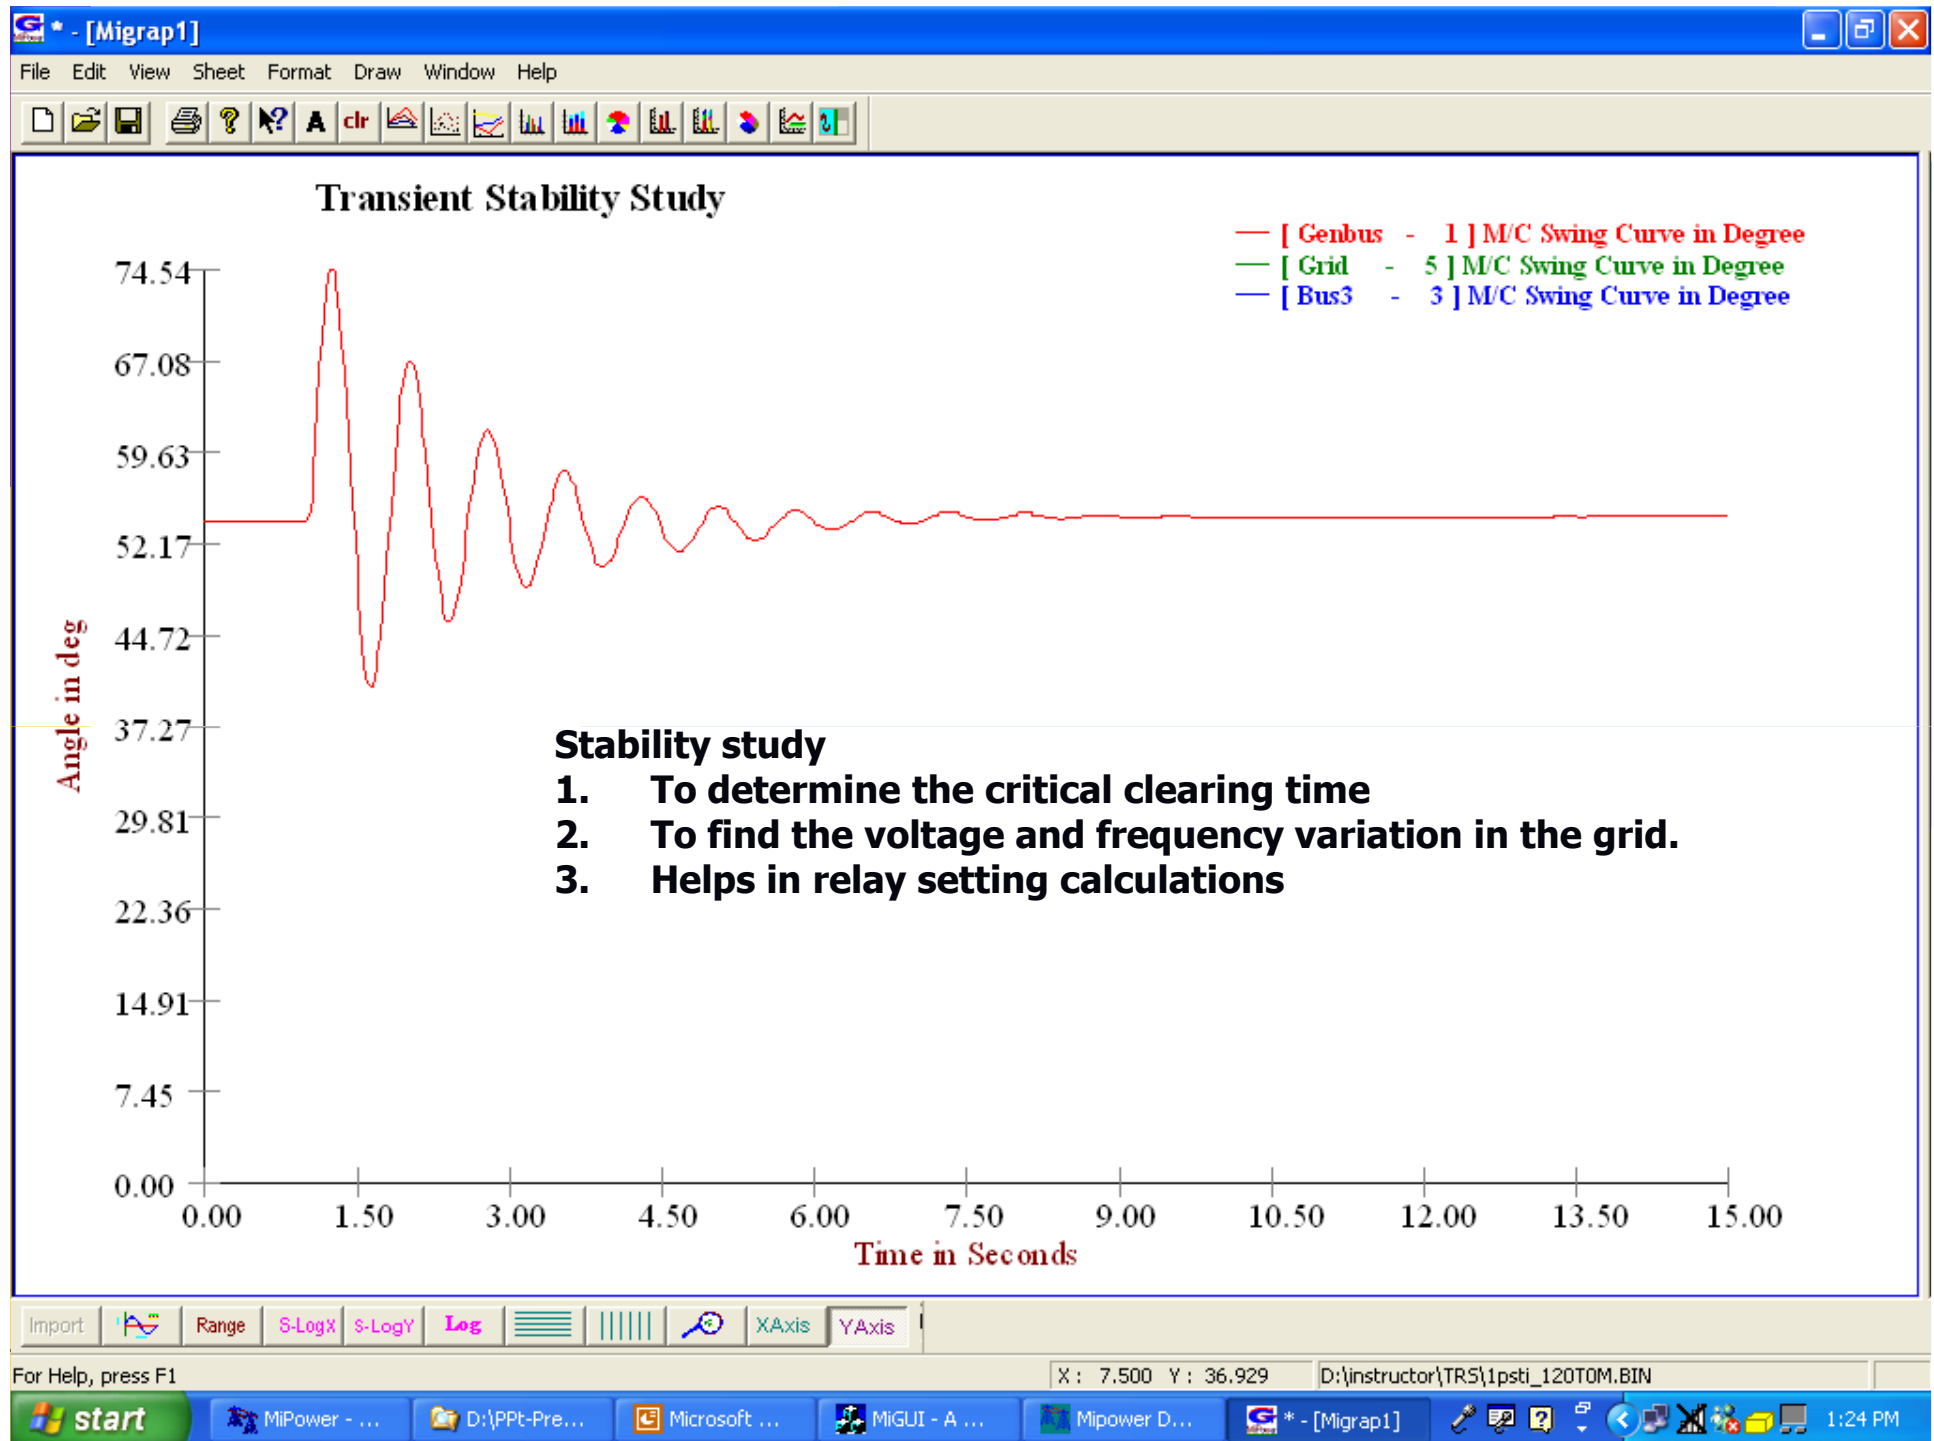 * - [Migrap1]
File Edit View Sheet Format Draw Window Help
A clr
Transient Stability Study
[ Genbus - 1 ] M/C Swing Curve in Degree
[ Grid - 5 ] M/C Swing Curve in Degree
[ Bus3 - 3 ] M/C Swing Curve in Degree
74.54
67.08
59.63
52.17
44.72
37.27
29.81
22.36
14.91
7.45
0.00
Angle in deg
Stability study
1. To determine the critical clearing time
2. To find the voltage and frequency variation in the grid.
3. Helps in relay setting calculations
0.00 1.50 3.00 4.50 6.00 7.50 9.00 10.50 12.00 13.50 15.00
Time in Seconds
Import Range S-LogX S-LogY Log XAxis YAxis
For Help, press F1 X: 7.500 Y: 36.929 D:\instructor\TRS\1psti_120T0M.BIN
start MiPower - ... D:\PPt-Pre... Microsoft ... MiGUI - A ... Mipower D... * - [Migrap1] 1:24 PM